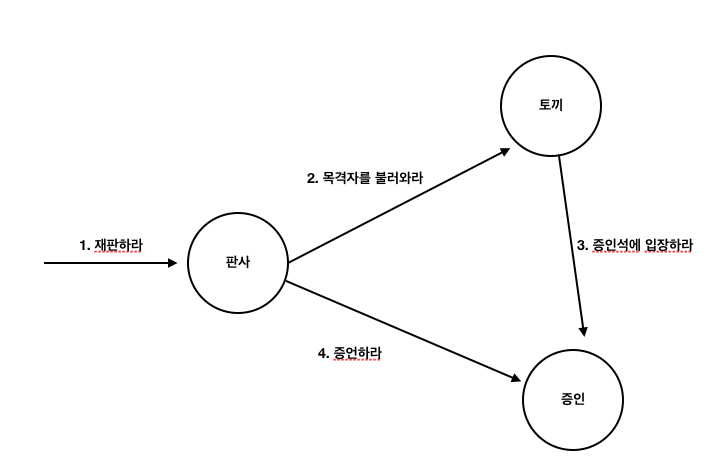 토끼
2. 목격자를 불러와라
1. 재판하라
3. 증인석에 입장하라
판사
4. 증언하라
증인